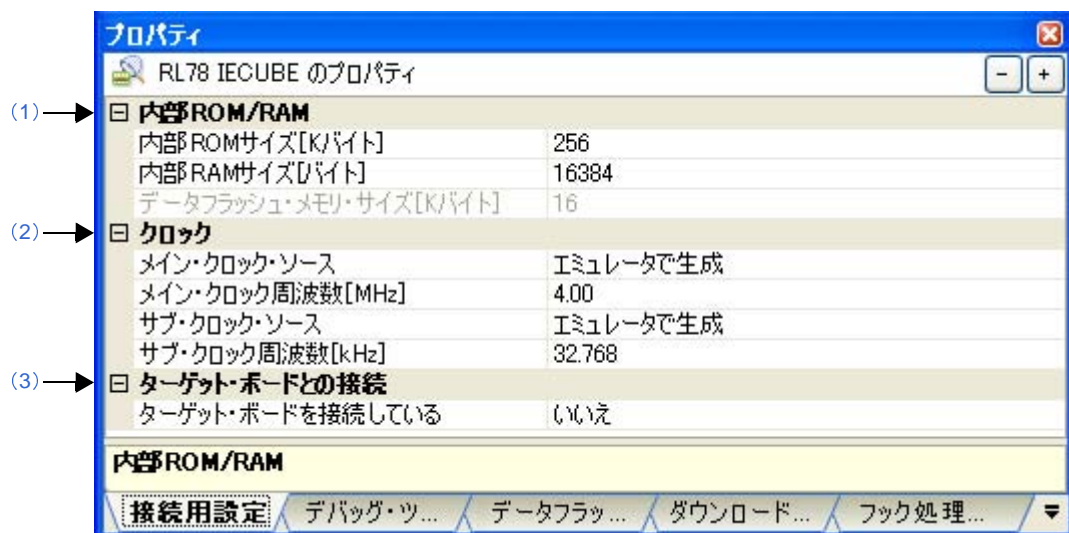 プロパティ
RL78 IECUBE のプロパティ
- +
(1) 内部ROM/RAM
内部ROMサイズ[Kバイト] 256
内部RAMサイズ[バイト] 16384
データフラッシュ・メモリ・サイズ[Kバイト] 16
(2) クロック
メイン・クロック・ソース エミュレータで生成
メイン・クロック周波数[MHz] 4.00
サブ・クロック・ソース エミュレータで生成
サブ・クロック周波数[kHz] 32.768
(3) ターゲット・ボードとの接続
ターゲット・ボードを接続している いいえ
内部ROM/RAM
接続用設定 デバッグ・ツ... データフラッ... ダウンロード... フック処理...